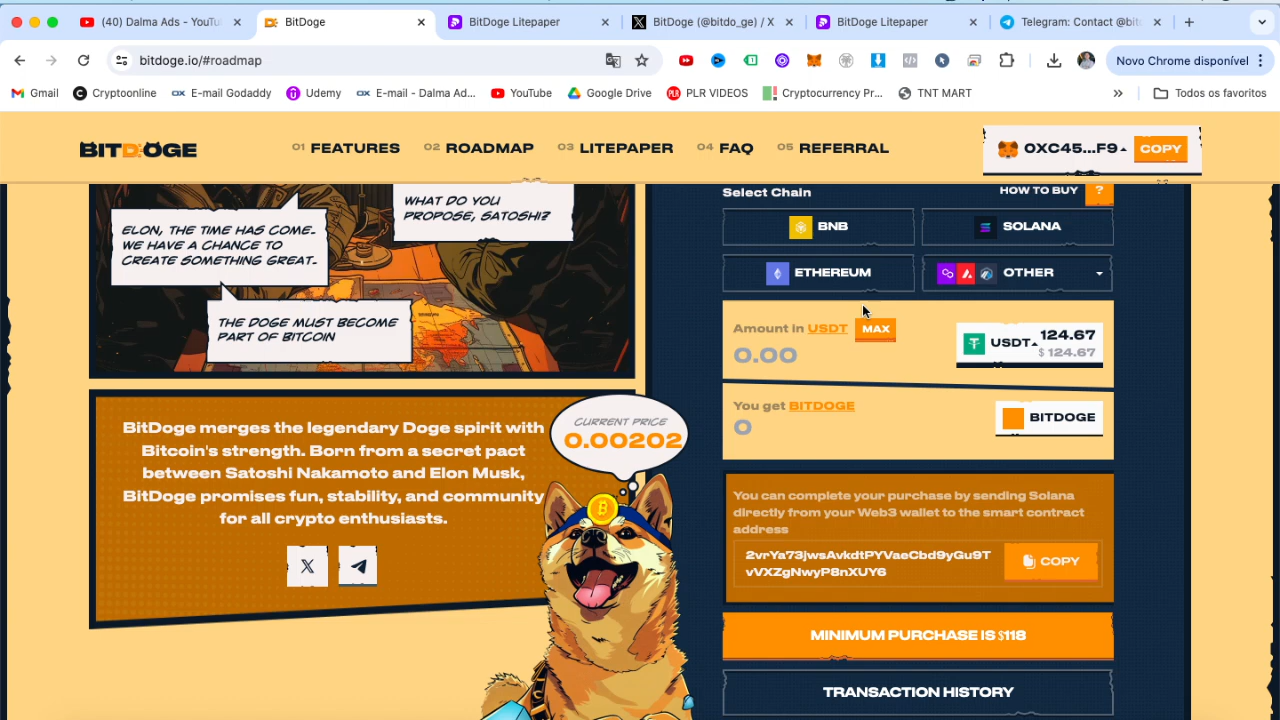 (40) Dalma Ads - YouTu
BitDoge
BitDoge Litepaper
BitDoge (@bitdo_ge) / X
BitDoge Litepaper
Telegram: Contact @bit
bitdoge.io/#roadmap
Novo Chrome disponível
Gmail
Cryptoonline
E-mail Godaddy
Udemy
E-mail - Dalma Ad...
YouTube
Google Drive
PLR VIDEOS
Cryptocurrency Pr...
TNT MART
Todos os favoritos
BITDOGE
01 FEATURES
02 ROADMAP
03 LITEPAPER
04 FAQ
05 REFERRAL
0XC45...F9
COPY
WHAT DO YOU
PROPOSE, SATOSHI?
ELON, THE TIME HAS COME-
WE HAVE A CHANCE TO
CREATE SOMETHING GREAT-
THE DOGE MUST BECOME
PART OF BITCOIN
BitDoge merges the legendary Doge spirit with
Bitcoin's strength. Born from a secret pact
between Satoshi Nakamoto and Elon Musk,
BitDoge promises fun, stability, and community
for all crypto enthusiasts.
CURRENT PRICE
0.00202
Select Chain
HOW TO BUY ?
BNB
SOLANA
ETHEREUM
OTHER
Amount in USDT MAX
0.00
USDT
124.67
$ 124.67
You get BITDOGE
0
BITDOGE
You can complete your purchase by sending Solana
directly from your Web3 wallet to the smart contract
address
2vrYa73jwsAvkdtPYVaeCbd9yGu9T
vVXZgNwyP8nXUY6
COPY
MINIMUM PURCHASE IS $118
TRANSACTION HISTORY